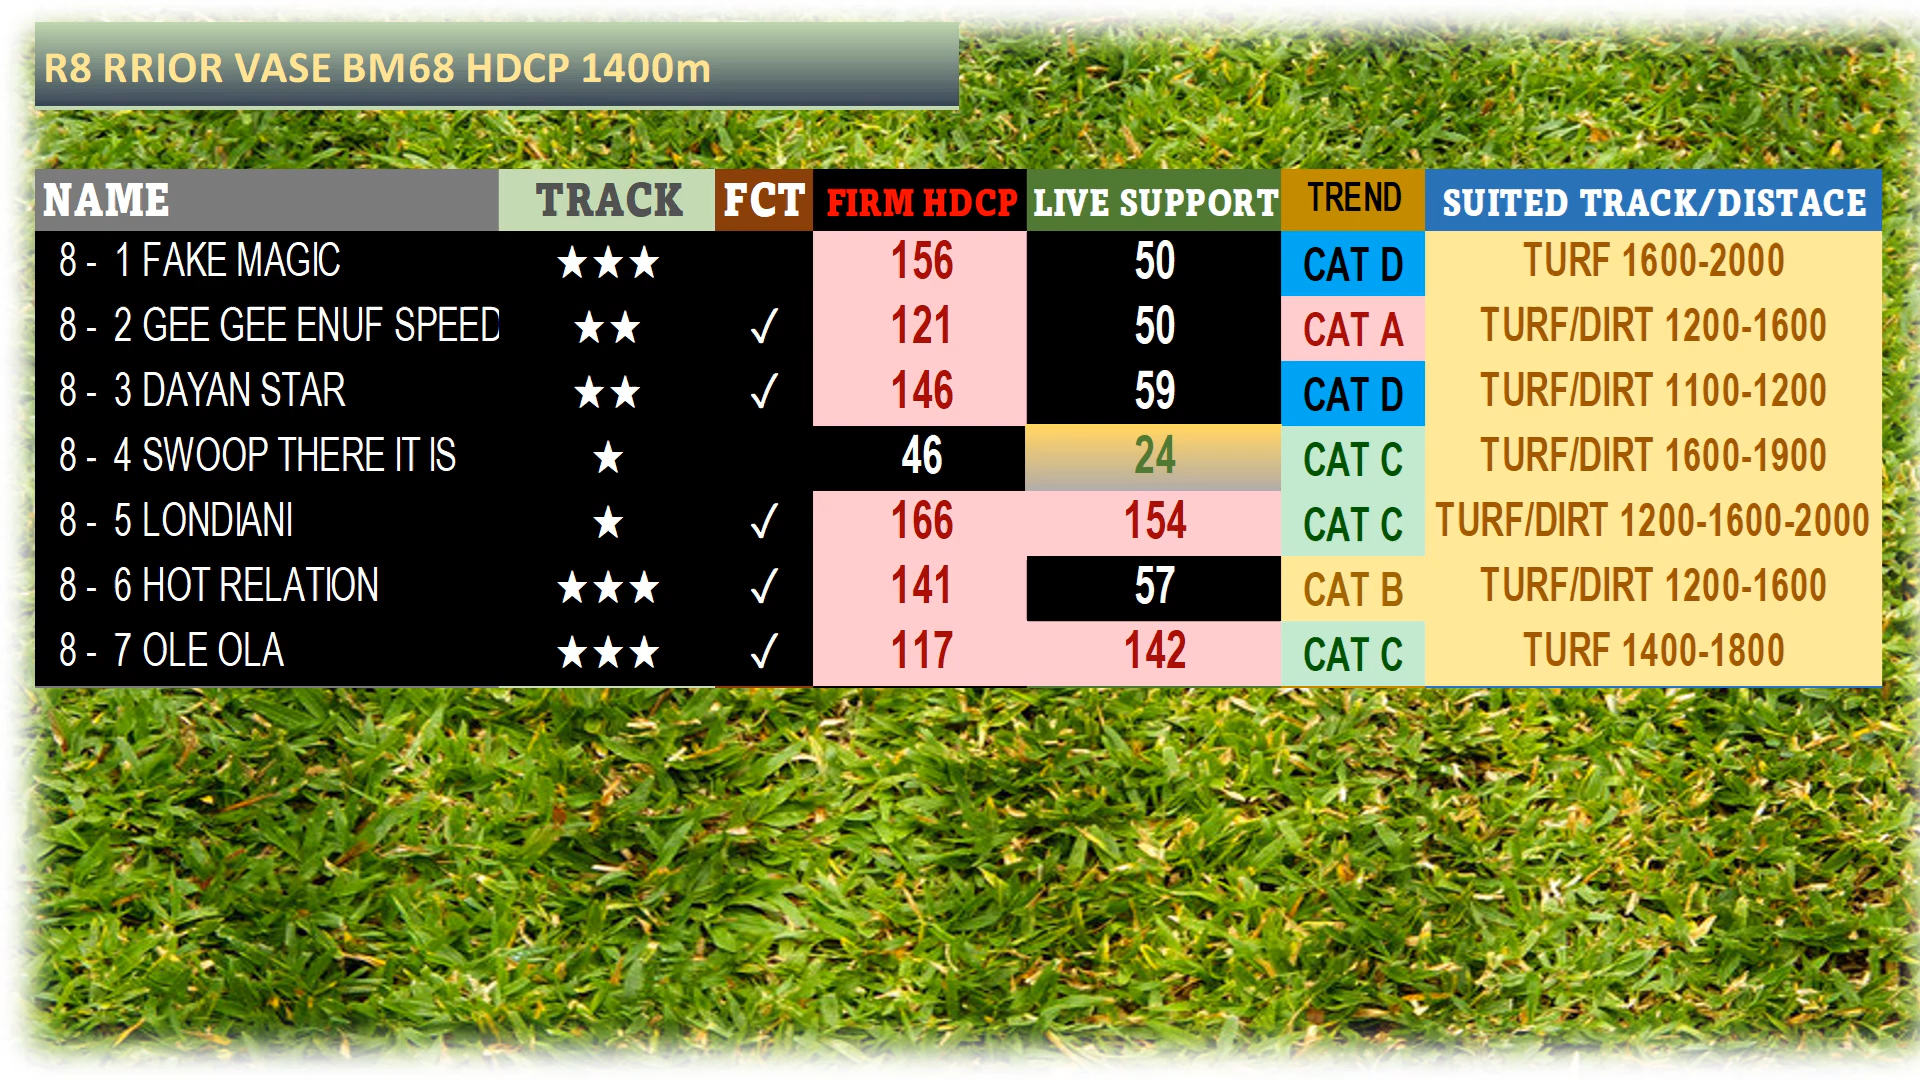 R8 RRIOR VASE BM68 HDCP 1400m
NAME TRACK FCT FIRM HDCP LIVE SUPPORT TREND SUITED TRACK/DISTACE
8 - 1 FAKE MAGIC ★★★ 156 50 CAT D TURF 1600-2000
8 - 2 GEE GEE ENUF SPEED ★★ ✓ 121 50 CAT A TURF/DIRT 1200-1600
8 - 3 DAYAN STAR ★★ ✓ 146 59 CAT D TURF/DIRT 1100-1200
8 - 4 SWOOP THERE IT IS ★ 46 24 CAT C TURF/DIRT 1600-1900
8 - 5 LONDIANI ★ ✓ 166 154 CAT C TURF/DIRT 1200-1600-2000
8 - 6 HOT RELATION ★★★ ✓ 141 57 CAT B TURF/DIRT 1200-1600
8 - 7 OLE OLA ★★★ ✓ 117 142 CAT C TURF 1400-1800